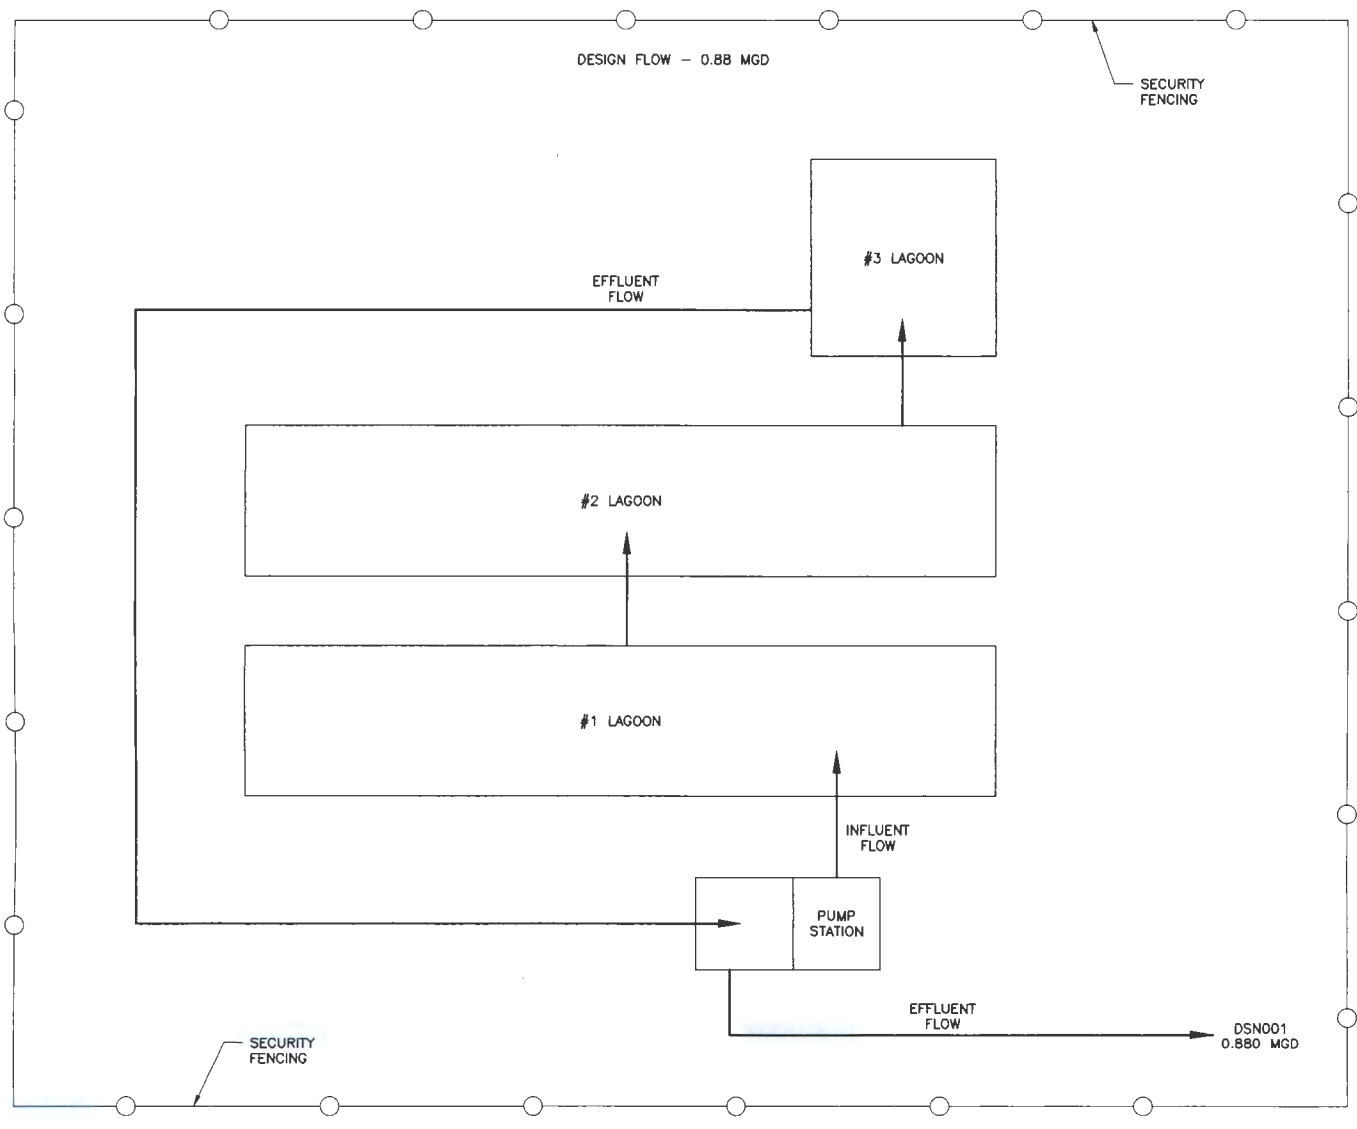 DESIGN FLOW - 0.88 MGD
SECURITY
FENCING
#3 LAGOON
EFFLUENT
FLOW
#2 LAGOON
#1 LAGOON
INFLUENT
FLOW
PUMP
STATION
EFFLUENT
FLOW
DSN001
0.880 MGD
SECURITY
FENCING